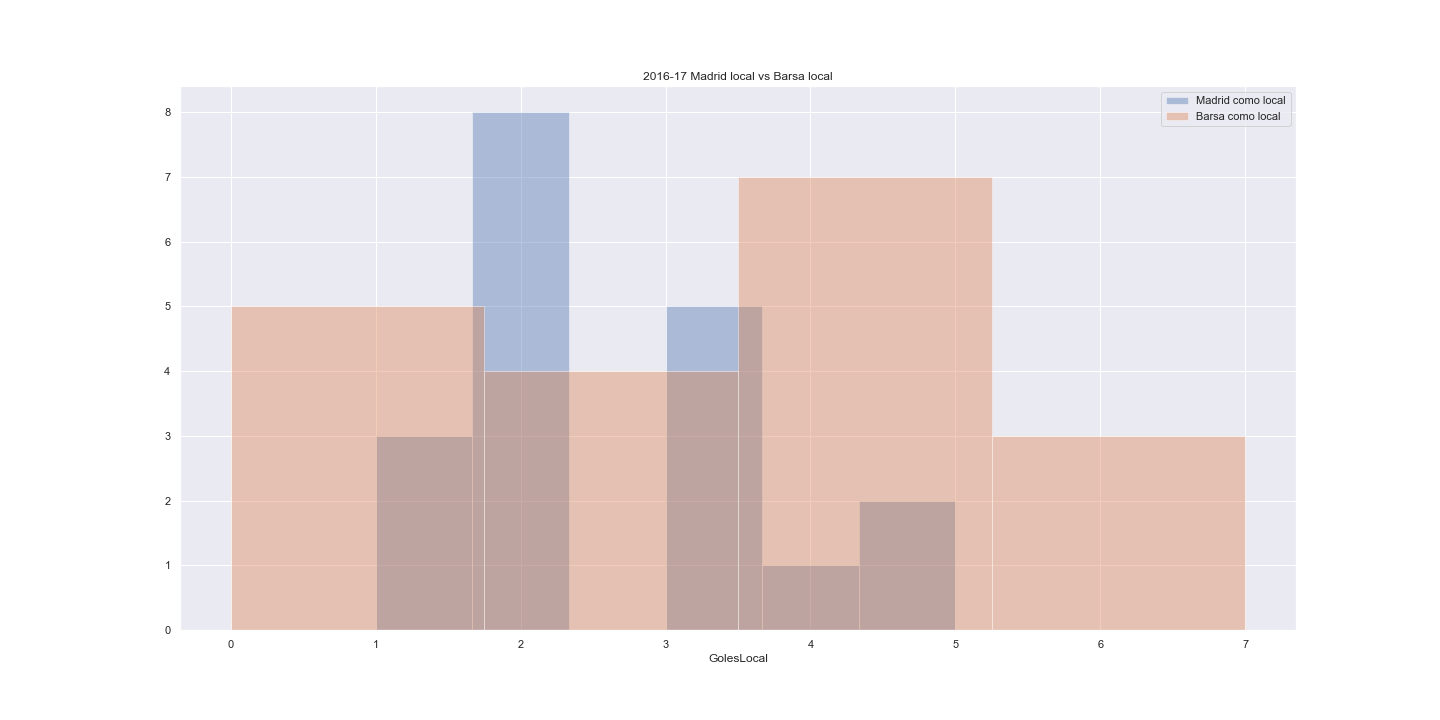 2016-17 Madrid local vs Barsa local
Madrid como local
Barsa como local
8
7
6
5
4
3
2
1
0
0 1 2 3 4 5 6 7
GolesLocal